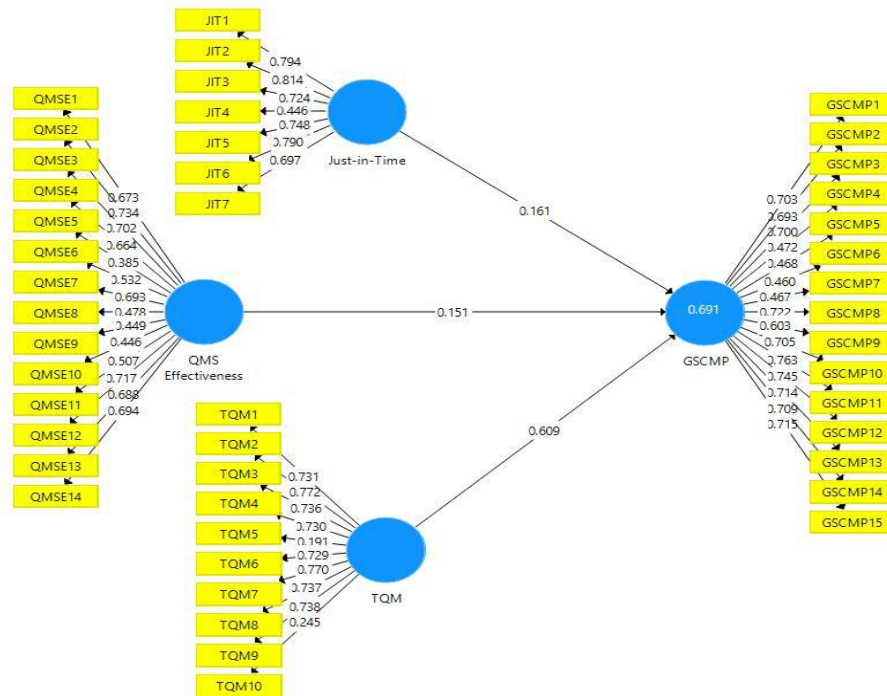 JIT1
JIT2
JIT3
JIT4
JIT5
JIT6
JIT7
0.794
0.814
0.724
0.446
0.748
0.790
0.697
Just-in-Time
QMSE1
QMSE2
QMSE3
QMSE4
QMSE5
QMSE6
QMSE7
QMSE8
QMSE9
QMSE10
QMSE11
QMSE12
QMSE13
QMSE14
0.673
0.734
0.702
0.664
0.385
0.532
0.693
0.478
0.449
0.446
0.507
0.717
0.688
0.694
QMS
Effectiveness
TQM1
TQM2
TQM3
TQM4
TQM5
TQM6
TQM7
TQM8
TQM9
TQM10
0.731
0.772
0.736
0.730
0.191
0.729
0.770
0.737
0.738
0.245
TQM
0.161
0.151
0.609
0.691
GSCMP
0.703
0.693
0.700
0.472
0.468
0.460
0.467
0.722
0.603
0.705
0.763
0.745
0.714
0.709
0.715
GSCMP1
GSCMP2
GSCMP3
GSCMP4
GSCMP5
GSCMP6
GSCMP7
GSCMP8
GSCMP9
GSCMP10
GSCMP11
GSCMP12
GSCMP13
GSCMP14
GSCMP15